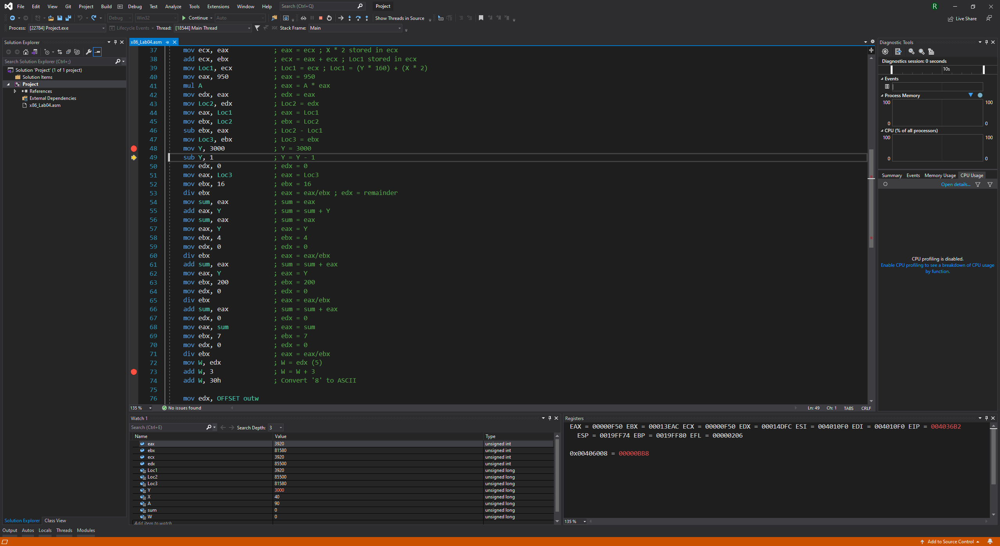 File Edit View Git Project Build Debug Test Analyze Tools Extensions Window Help Search (Ctrl+Q) Project R
Debug Win32 Continue Auto Show Threads in Source Live Share
Process: [22784] Project.exe Lifecycle Events Thread: [18544] Main Thread Stack Frame: Main
Solution Explorer
Search Solution Explorer (Ctrl+;)
Solution 'Project' (1 of 1 project)
Solution Items
Project
References
External Dependencies
x86_Lab04.asm
Solution Explorer Class View
x86_Lab04.asm
37 mov ecx, eax ; eax = ecx ; X * 2 stored in ecx
38 add ecx, ebx ; ecx = eax + ecx ; Loc1 stored in ecx
39 mov Loc1, ecx ; Loc1 = ecx ; Loc1 = (Y * 160) + (X * 2)
40 mov eax, 950 ; eax = 950
41 mul A ; eax = A * eax
42 mov edx, eax ; edx = eax
43 mov Loc2, edx ; Loc2 = edx
44 mov eax, Loc1 ; eax = Loc1
45 mov ebx, Loc2 ; ebx = Loc2
46 sub ebx, eax ; Loc2 - Loc1
47 mov Loc3, ebx ; Loc3 = ebx
48 mov Y, 3000 ; Y = 3000
49 sub Y, 1 ; Y = Y - 1
50 mov edx, 0 ; edx = 0
51 mov eax, Loc3 ; eax = Loc3
52 mov ebx, 16 ; ebx = 16
53 div ebx ; eax = eax/ebx ; edx = remainder
54 mov sum, eax ; sum = eax
55 add eax, Y ; sum = sum + Y
56 mov sum, eax ; sum = eax
57 mov eax, Y ; eax = Y
58 mov ebx, 4 ; ebx = 4
59 mov edx, 0 ; edx = 0
60 div ebx ; eax = eax/ebx
61 add sum, eax ; sum = sum + eax
62 mov eax, Y ; eax = Y
63 mov ebx, 200 ; ebx = 200
64 mov edx, 0 ; edx = 0
65 div ebx ; eax = eax/ebx
66 add sum, eax ; sum = sum + eax
67 mov edx, 0 ; edx = 0
68 mov eax, sum ; eax = sum
69 mov ebx, 7 ; ebx = 7
70 mov edx, 0 ; edx = 0
71 div ebx ; eax = eax/ebx
72 mov W, edx ; W = edx (5)
73 add W, 3 ; W = W + 3
74 add W, 30h ; Convert '8' to ASCII
75
76 mov edx, OFFSET outw
135 % No issues found Ln: 49 Ch: 1 TABS CRLF
Diagnostic Tools
Diagnostics session: 0 seconds
10s
Events
Process Memory
100 100
0 0
CPU (% of all processors)
100 100
0 0
Summary Events Memory Usage CPU Usage
Open details...
CPU profiling is disabled.
Enable CPU profiling to see a breakdown of CPU usage
by function.
Watch 1
Search (Ctrl+E) Search Depth: 3
Name Value Type
eax 3920 unsigned int
ebx 81580 unsigned int
ecx 3920 unsigned int
edx 85500 unsigned int
Loc1 3920 unsigned long
Loc2 85500 unsigned long
Loc3 81580 unsigned long
Y 3000 unsigned long
X 40 unsigned long
A 90 unsigned long
sum 0 unsigned long
W 0 unsigned long
Add item to watch
Registers
EAX = 00000F50 EBX = 00013EAC ECX = 00000F50 EDX = 00014DFC ESI = 004010F0 EDI = 004010F0 EIP = 004036B2
ESP = 0019FF74 EBP = 0019FF80 EFL = 00000206
0x00406008 = 00000BB8
135 %
Output Autos Locals Threads Modules
Add to Source Control